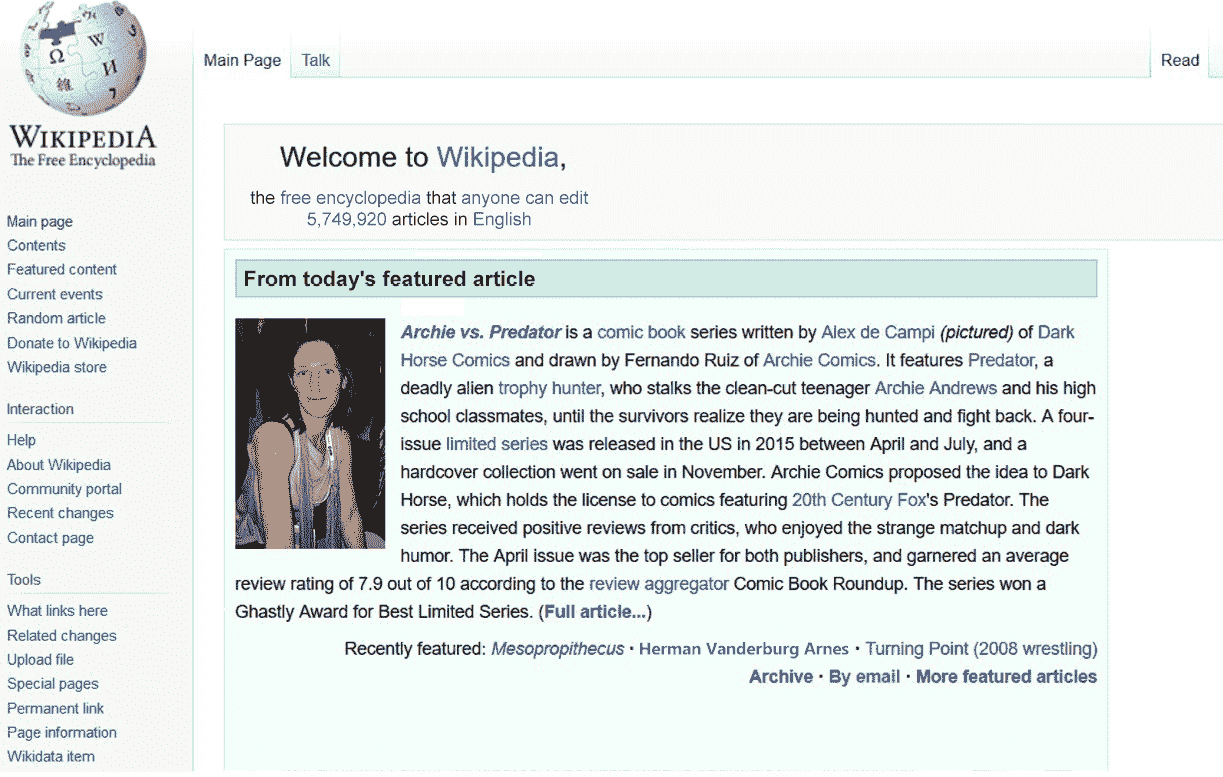 Ω W И 維 7
WIKIPEDIA
The Free Encyclopedia
Main page
Contents
Featured content
Current events
Random article
Donate to Wikipedia
Wikipedia store
Interaction
Help
About Wikipedia
Community portal
Recent changes
Contact page
Tools
What links here
Related changes
Upload file
Special pages
Permanent link
Page information
Wikidata item
Main Page Talk Read
Welcome to Wikipedia,
the free encyclopedia that anyone can edit
5,749,920 articles in English
From today's featured article
Archie vs. Predator is a comic book series written by Alex de Campi (pictured) of Dark
Horse Comics and drawn by Fernando Ruiz of Archie Comics. It features Predator, a
deadly alien trophy hunter, who stalks the clean-cut teenager Archie Andrews and his high
school classmates, until the survivors realize they are being hunted and fight back. A four-
issue limited series was released in the US in 2015 between April and July, and a
hardcover collection went on sale in November. Archie Comics proposed the idea to Dark
Horse, which holds the license to comics featuring 20th Century Fox's Predator. The
series received positive reviews from critics, who enjoyed the strange matchup and dark
humor. The April issue was the top seller for both publishers, and garnered an average
review rating of 7.9 out of 10 according to the review aggregator Comic Book Roundup. The series won a
Ghastly Award for Best Limited Series. (Full article...)
Recently featured: Mesopropithecus · Herman Vanderburg Arnes · Turning Point (2008 wrestling)
Archive · By email · More featured articles